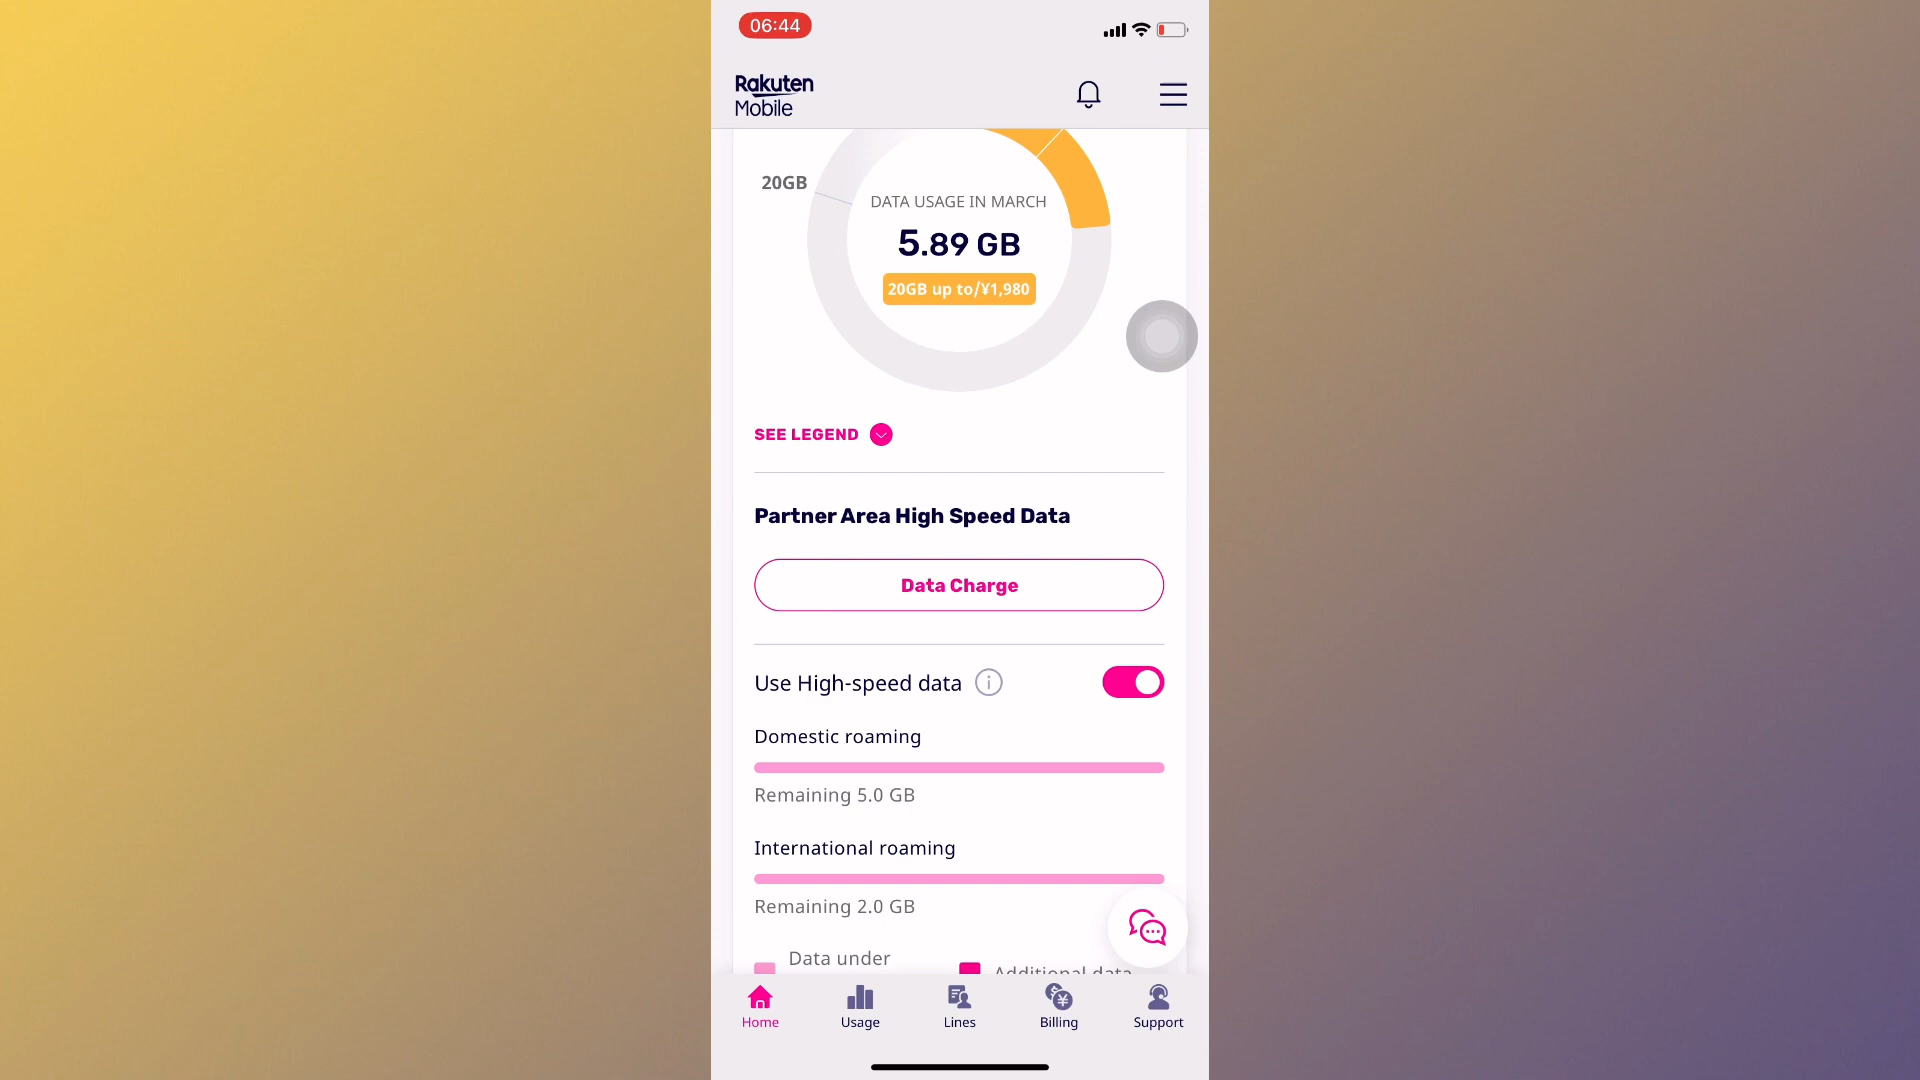 06:44
Rakuten
Mobile
20GB
DATA USAGE IN MARCH
5.89 GB
20GB up to/¥1,980
SEE LEGEND
Partner Area High Speed Data
Data Charge
Use High-speed data
Domestic roaming
Remaining 5.0 GB
International roaming
Remaining 2.0 GB
Data under
Additional data
Home
Usage
Lines
Billing
Support